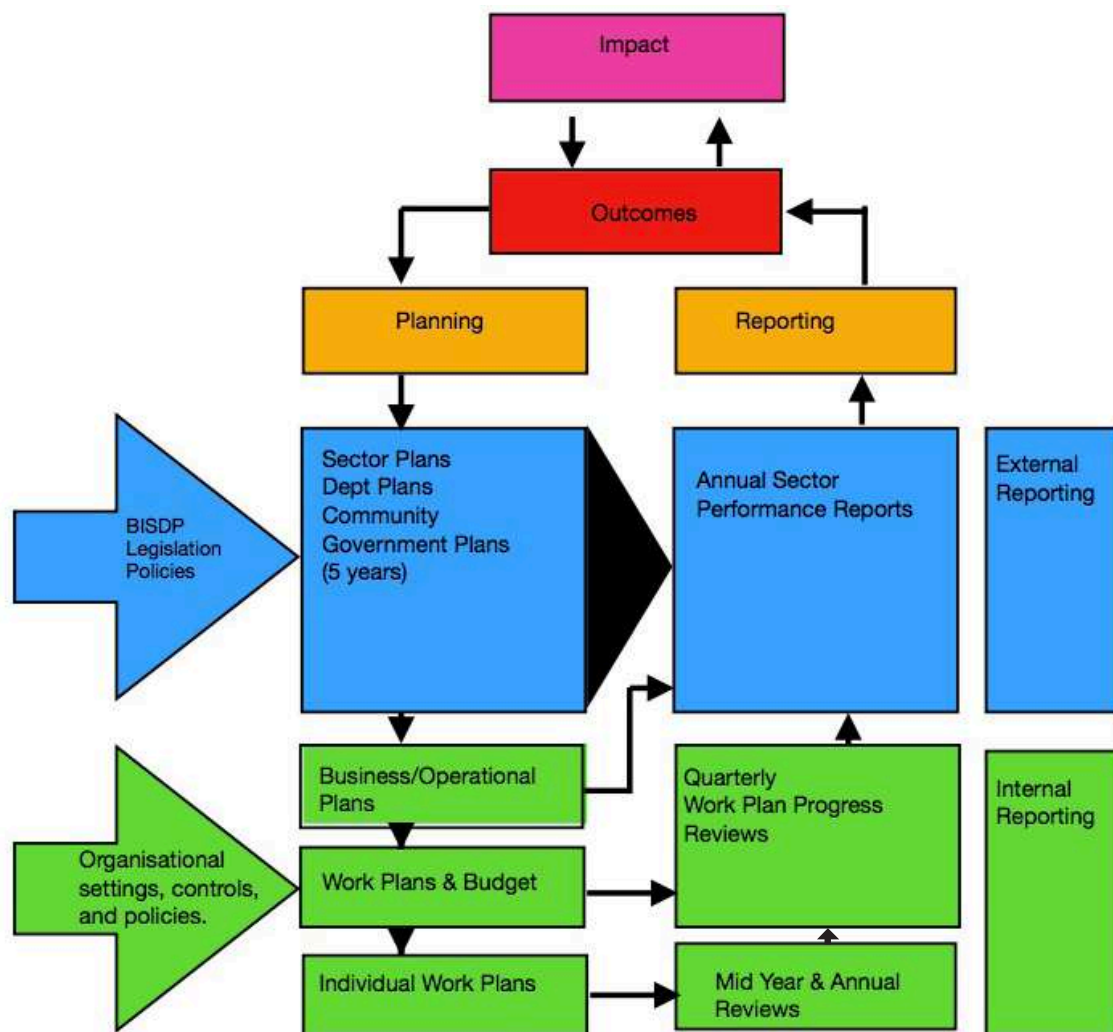 Impact
Outcomes
Planning
Reporting
BISDP
Legislation
Policies
Sector Plans
Dept Plans
Community
Government Plans
(5 years)
Annual Sector
Performance Reports
External
Reporting
Organisational
settings, controls,
and policies.
Business/Operational
Plans
Work Plans & Budget
Individual Work Plans
Quarterly
Work Plan Progress
Reviews
Mid Year & Annual
Reviews
Internal
Reporting